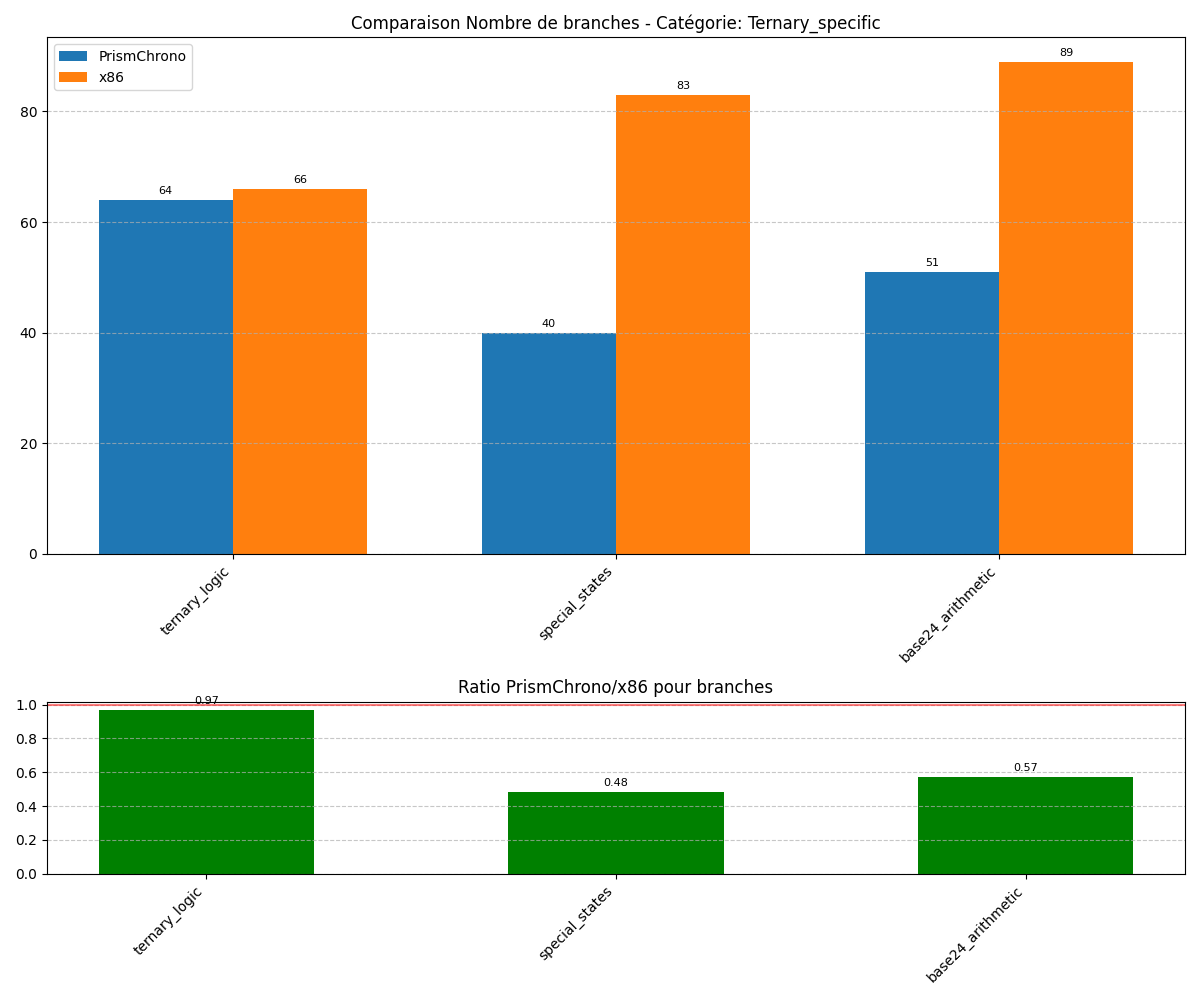 Comparaison Nombre de branches - Catégorie: Ternary_specific
PrismChrono
x86
89
83
80
66
64
60
51
40
40
20
0
ternary_logic
special_states
base24_arithmetic
Ratio PrismChrono/x86 pour branches
1.0
0.97
0.8
0.6
0.57
0.48
0.4
0.2
0.0
ternary_logic
special_states
base24_arithmetic